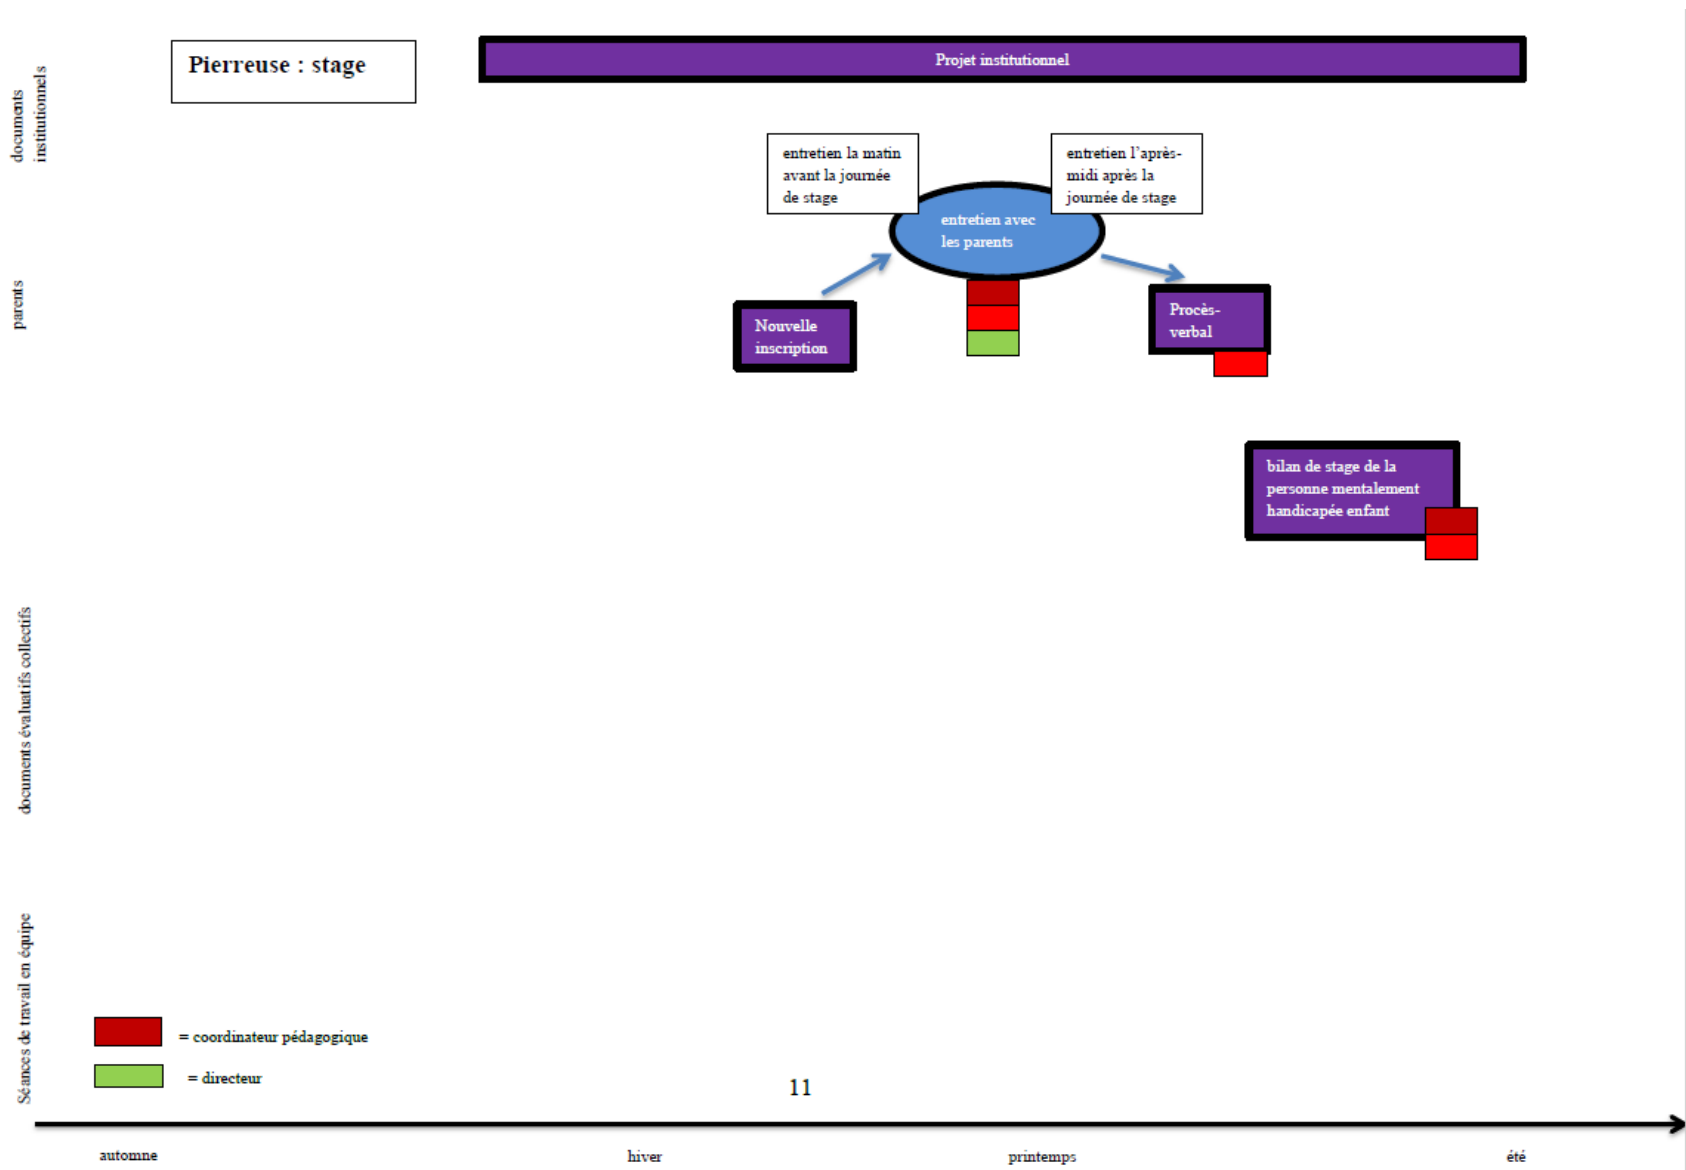 Pierreuse : stage
Projet institutionnel
documents
institutionnels
entretien la matin
avant la journée
de stage
entretien l'après-
midi après la
journée de stage
entretien avec
les parents
parents
Nouvelle
inscription
Procès-
verbal
bilan de stage de la
personne mentalement
handicapée enfant
documents évaluatifs collectifs
Séances de travail en équipe
= coordinateur pédagogique
= directeur
11
automne
hiver
printemps
été